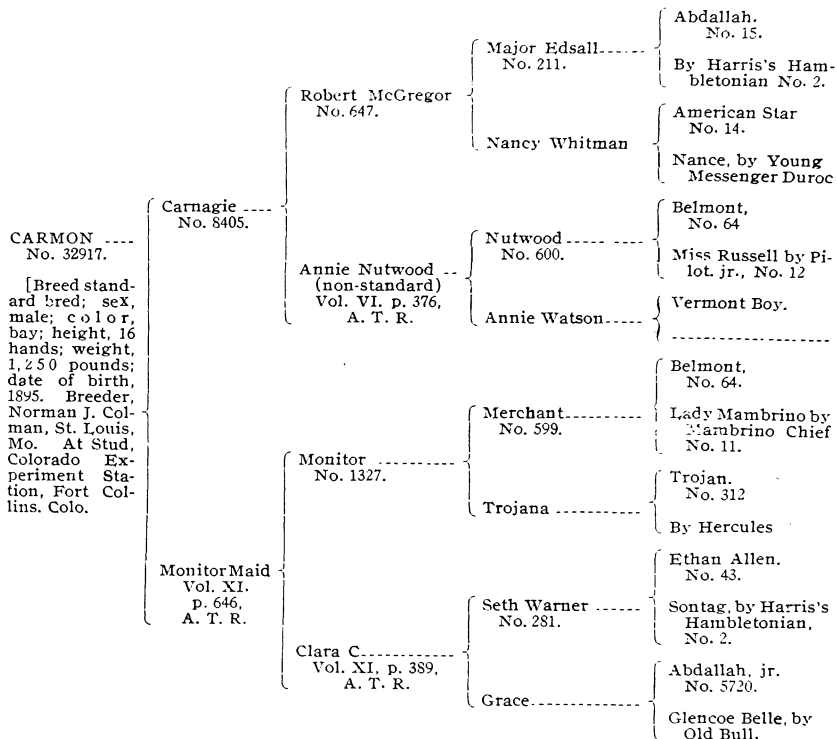 CARMON
No. 32917.
[Breed stand-
ard bred; sex,
male; color,
bay; height, 16
hands; weight,
1,250 pounds;
date of birth,
1895. Breeder,
Norman J. Col-
man, St. Louis,
Mo. At Stud,
Colorado Ex-
periment Sta-
tion, Fort Col-
lins. Colo.
Carnagie
No. 8405.
Monitor Maid
Vol. XI.
p. 646,
A. T. R.
Robert McGregor
No. 647.
Annie Nutwood
(non-standard)
Vol. VI. p. 376,
A. T. R.
Monitor
No. 1327.
Clara C
Vol. XI, p. 389,
A. T. R.
Major Edsall
No. 211.
Nancy Whitman
Nutwood
No. 600.
Annie Watson
Merchant
No. 599.
Trojana
Seth Warner
No. 281.
Grace
Abdallah.
No. 15.
By Harris's Ham-
bletonian No. 2.
American Star
No. 14.
Nance, by Young
Messenger Duroc
Belmont,
No. 64
Miss Russell by Pi-
lot. jr., No. 12
Vermont Boy.
Belmont,
No. 64.
Lady Mambrino by
Mambrino Chief
No. 11.
Trojan.
No. 312
By Hercules
Ethan Allen.
No. 43.
Sontag, by Harris's
Hambletonian,
No. 2.
Abdallah, jr.
No. 5720.
Glencoe Belle, by
Old Bull.